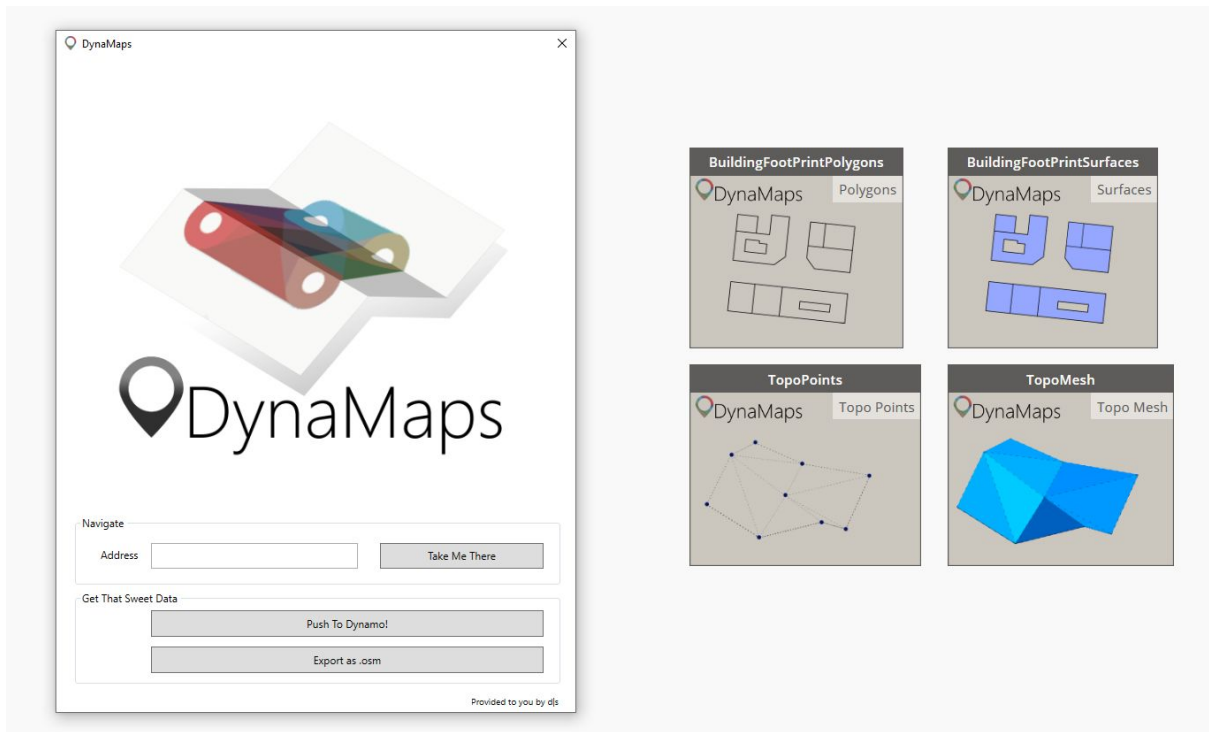 DynaMaps
DynaMaps
Navigate
Address
Take Me There
Get That Sweet Data
Push To Dynamo!
Export as .osm
Provided to you by d|s
BuildingFootPrintPolygons
DynaMaps
Polygons
BuildingFootPrintSurfaces
DynaMaps
Surfaces
TopoPoints
DynaMaps
Topo Points
TopoMesh
DynaMaps
Topo Mesh